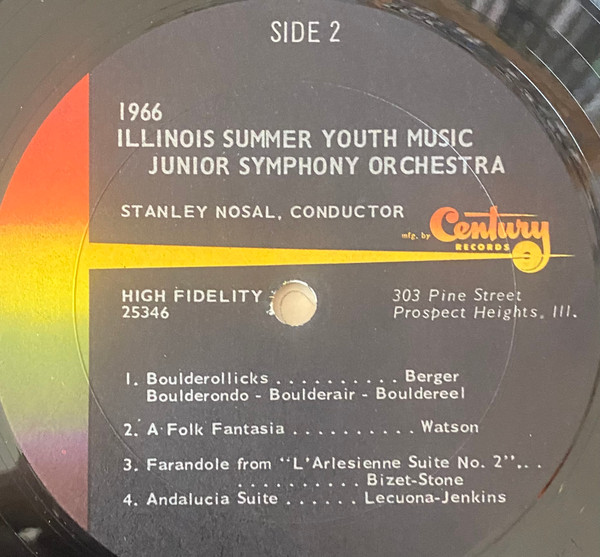 SIDE 2
1966
ILLINOIS SUMMER YOUTH MUSIC
JUNIOR SYMPHONY ORCHESTRA
STANLEY NOSAL, CONDUCTOR
mfg. by Century
RECORDS
HIGH FIDELITY
25346
303 Pine Street
Prospect Heights, Ill.
1. Boulderollicks . . . . . . . . . . Berger
Boulderondo - Boulderair - Bouldereel
2. A Folk Fantasia . . . . . . . . . . Watson
3. Farandole from "L'Arlesienne Suite No. 2". . .
. . . . . . . . . . Bizet-Stone
4. Andalucia Suite . . . . . . Lecuona-Jenkins